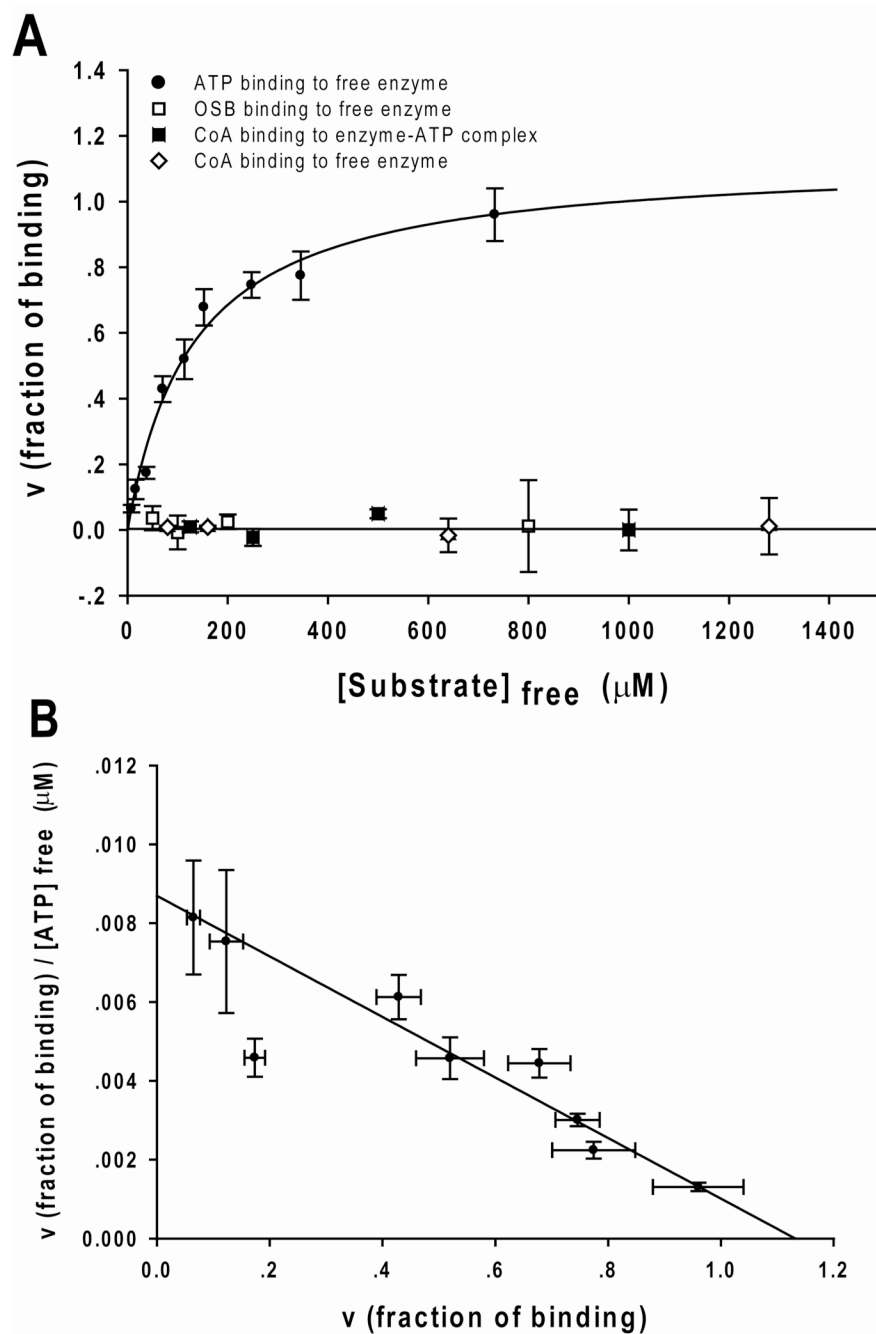 A
ATP binding to free enzyme
OSB binding to free enzyme
CoA binding to enzyme-ATP complex
CoA binding to free enzyme
v (fraction of binding)
1.4
1.2
1.0
.8
.6
.4
.2
0.0
-.2
0 200 400 600 800 1000 1200 1400
[Substrate] free (μM)
B
v (fraction of binding) / [ATP] free (μM)
.012
.010
.008
.006
.004
.002
0.000
0.0 .2 .4 .6 .8 1.0 1.2
v (fraction of binding)